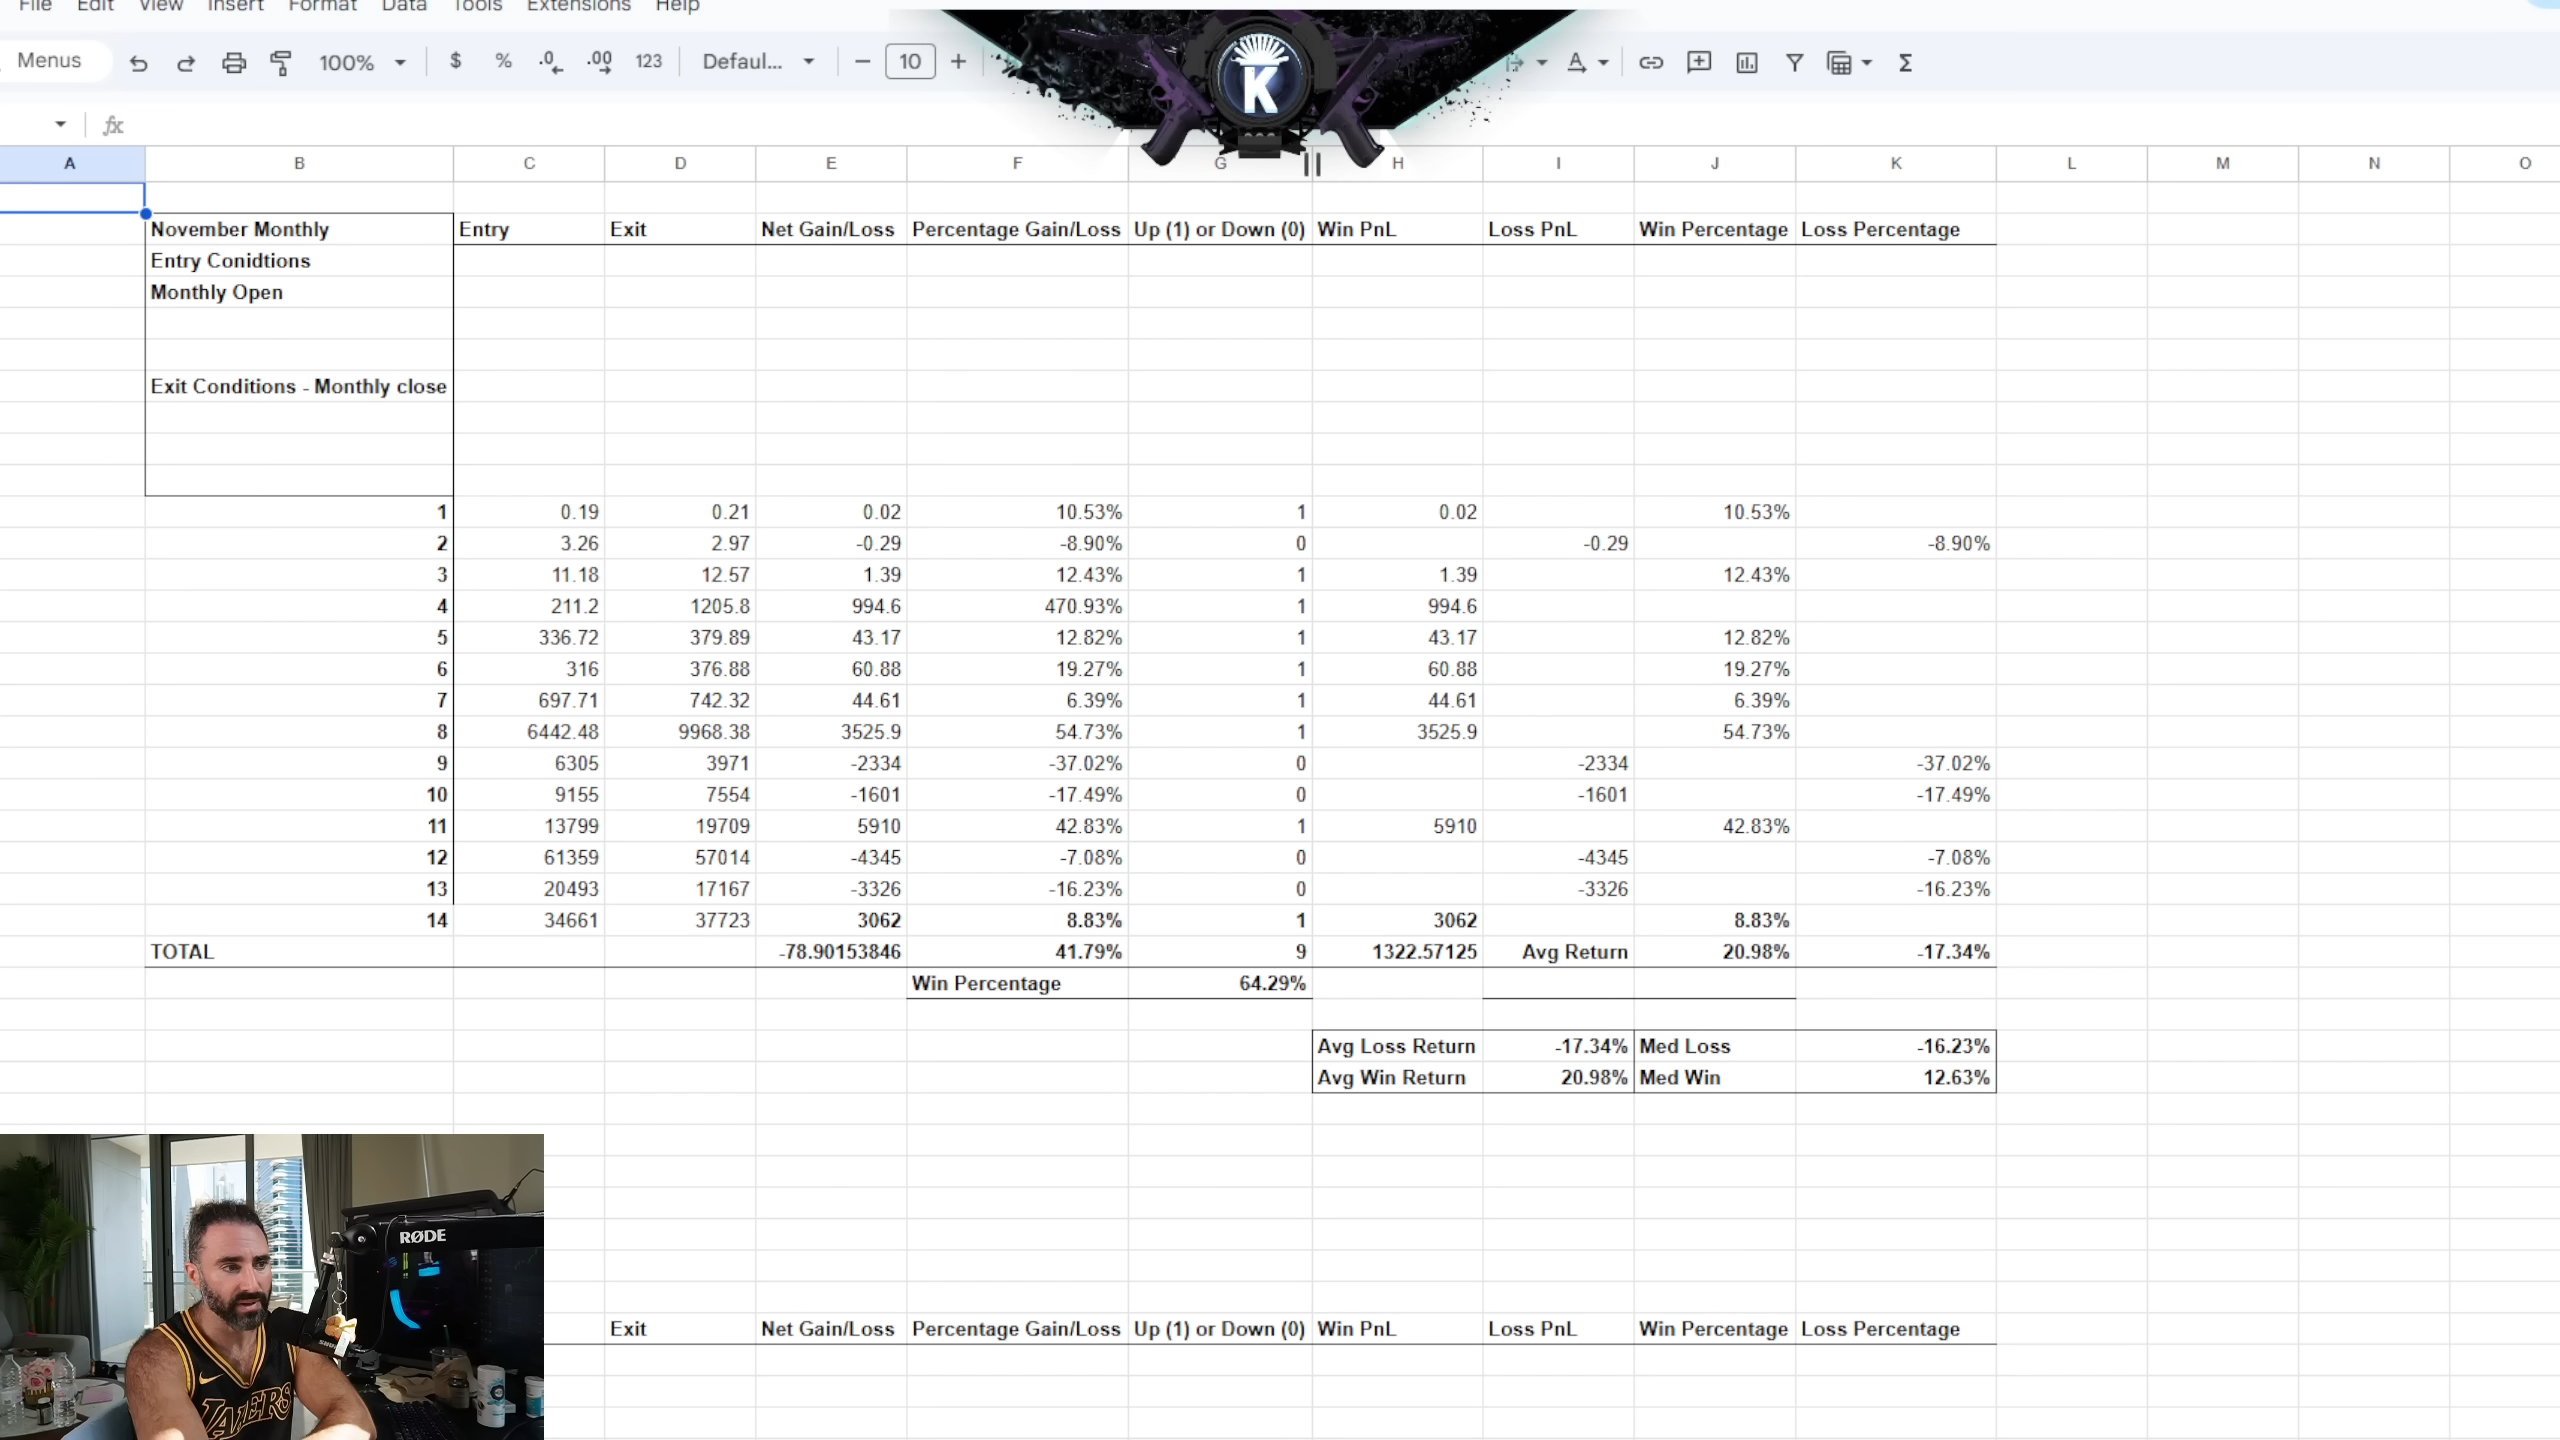 File Edit View Insert Format Data Tools Extensions Help
Menus 100% $ % .0 .00 123 Defaul... − 10 + A Σ
fx
K
A B C D E F G H I J K L M N O
November Monthly Entry Exit Net Gain/Loss Percentage Gain/Loss Up (1) or Down (0) Win PnL Loss PnL Win Percentage Loss Percentage
Entry Conidtions
Monthly Open
Exit Conditions - Monthly close
1 0.19 0.21 0.02 10.53% 1 0.02 10.53%
2 3.26 2.97 -0.29 -8.90% 0 -0.29 -8.90%
3 11.18 12.57 1.39 12.43% 1 1.39 12.43%
4 211.2 1205.8 994.6 470.93% 1 994.6
5 336.72 379.89 43.17 12.82% 1 43.17 12.82%
6 316 376.88 60.88 19.27% 1 60.88 19.27%
7 697.71 742.32 44.61 6.39% 1 44.61 6.39%
8 6442.48 9968.38 3525.9 54.73% 1 3525.9 54.73%
9 6305 3971 -2334 -37.02% 0 -2334 -37.02%
10 9155 7554 -1601 -17.49% 0 -1601 -17.49%
11 13799 19709 5910 42.83% 1 5910 42.83%
12 61359 57014 -4345 -7.08% 0 -4345 -7.08%
13 20493 17167 -3326 -16.23% 0 -3326 -16.23%
14 34661 37723 3062 8.83% 1 3062 8.83%
TOTAL -78.90153846 41.79% 9 1322.57125 Avg Return 20.98% -17.34%
Win Percentage 64.29%
Avg Loss Return -17.34% Med Loss -16.23%
Avg Win Return 20.98% Med Win 12.63%
Exit Net Gain/Loss Percentage Gain/Loss Up (1) or Down (0) Win PnL Loss PnL Win Percentage Loss Percentage
RØDE
LAKERS